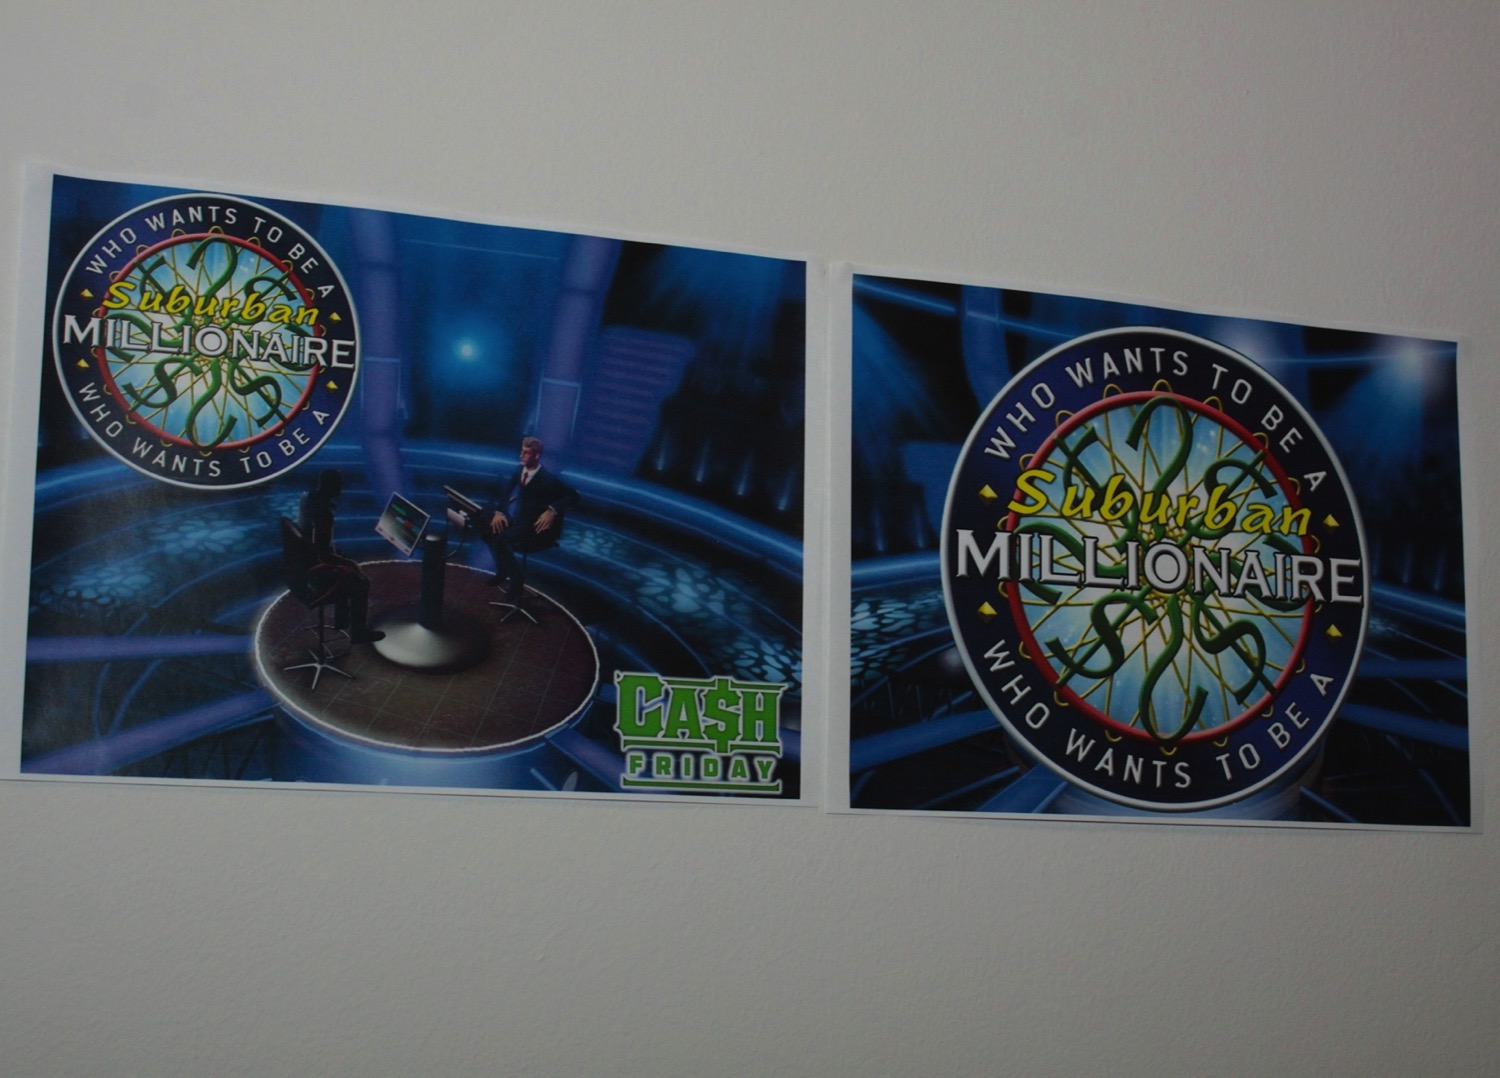 WHO WANTS TO BE A
Suburban
MILLIONAIRE
WHO WANTS TO BE A
CA$H
FRIDAY
WHO WANTS TO BE A
Suburban
MILLIONAIRE
WHO WANTS TO BE A